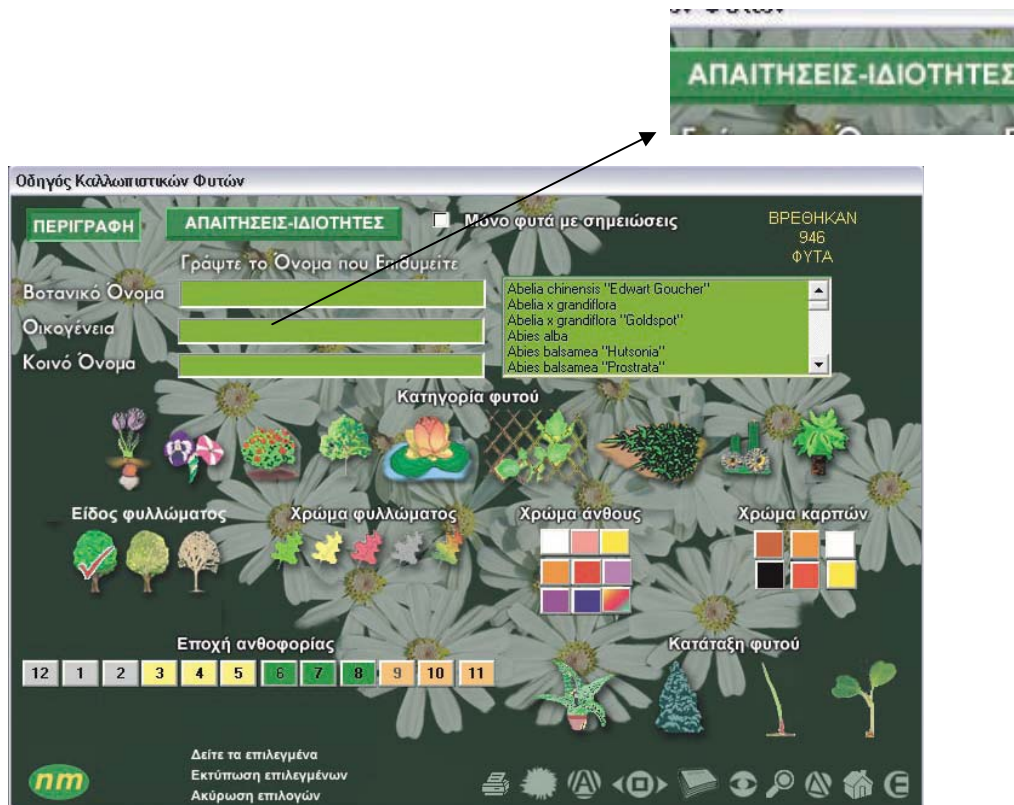 ΑΠΑΙΤΗΣΕΙΣ-ΙΔΙΟΤΗΤΕΣ
Οδηγός Καλλωπιστικών Φυτών
ΠΕΡΙΓΡΑΦΗ
ΑΠΑΙΤΗΣΕΙΣ-ΙΔΙΟΤΗΤΕΣ
Μόνο φυτά με σημειώσεις
ΒΡΕΘΗΚΑΝ
946
ΦΥΤΑ
Γράψτε το Όνομα που Επιθυμείτε
Βοτανικό Όνομα
Οικογένεια
Κοινό Όνομα
Abelia chinensis "Edwart Goucher"
Abelia x grandiflora
Abelia x grandiflora "Goldspot"
Abies alba
Abies balsamea "Hutsonia"
Abies balsamea "Prostrata"
Κατηγορία φυτού
Είδος φυλλώματος
Χρώμα φυλλώματος
Χρώμα άνθους
Χρώμα καρπών
Εποχή ανθοφορίας
12 1 2 3 4 5 6 7 8 9 10 11
Κατάταξη φυτού
nm
Δείτε τα επιλεγμένα
Εκτύπωση επιλεγμένων
Ακύρωση επιλογών